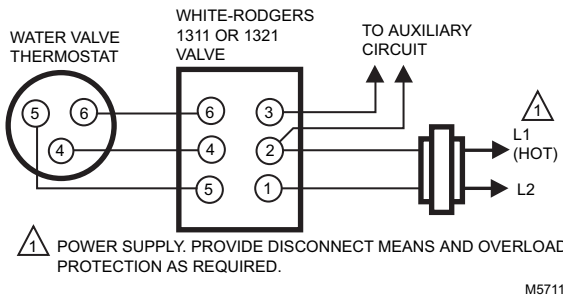 WATER VALVE
THERMOSTAT
WHITE-RODGERS
1311 OR 1321
VALVE
TO AUXILIARY
CIRCUIT
5
6
4
6
4
5
3
2
1
1
L1
(HOT)
L2
1 POWER SUPPLY. PROVIDE DISCONNECT MEANS AND OVERLOAD
PROTECTION AS REQUIRED.
M5711